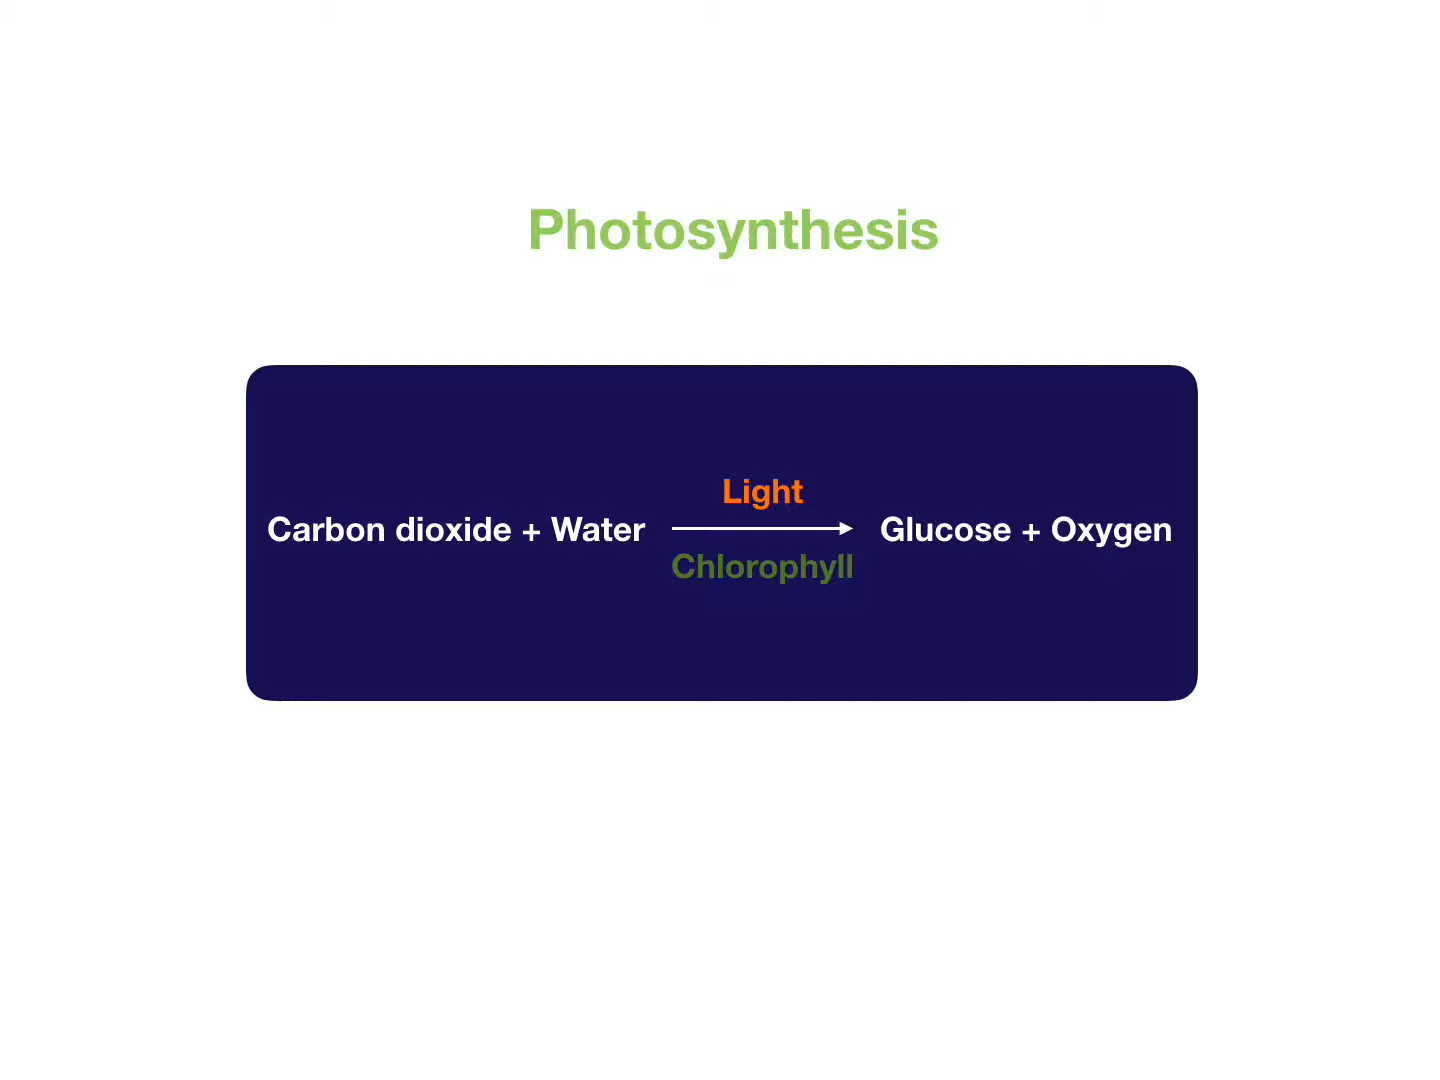 Photosynthesis
Light
Carbon dioxide + Water Glucose + Oxygen
Chlorophyll